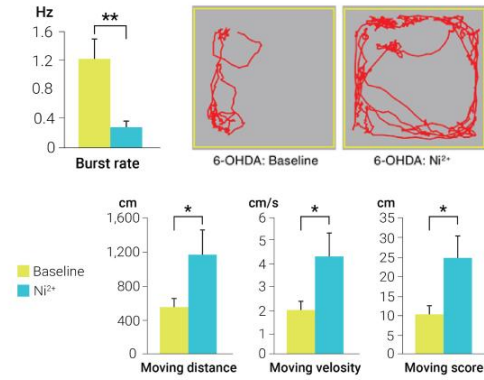 Hz
1.6
1.2
0.8
0.4
0
**
Burst rate
6-OHDA: Baseline
6-OHDA: Ni²⁺
Baseline
Ni²⁺
cm
1,600
1,200
800
400
0
*
Moving distance
cm/s
6
5
4
3
2
1
0
*
Moving velosity
cm
35
30
25
20
15
10
5
0
*
Moving score